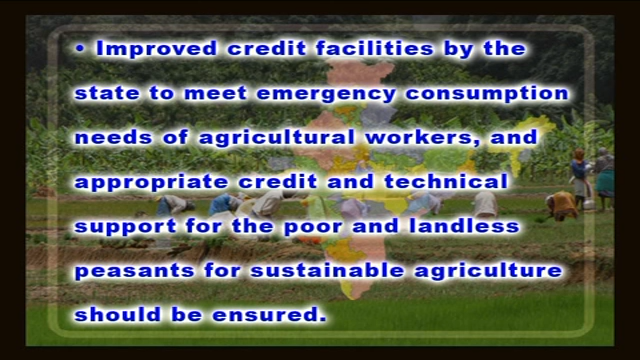 • Improved credit facilities by the
state to meet emergency consumption
needs of agricultural workers, and
appropriate credit and technical
support for the poor and landless
peasants for sustainable agriculture
should be ensured.